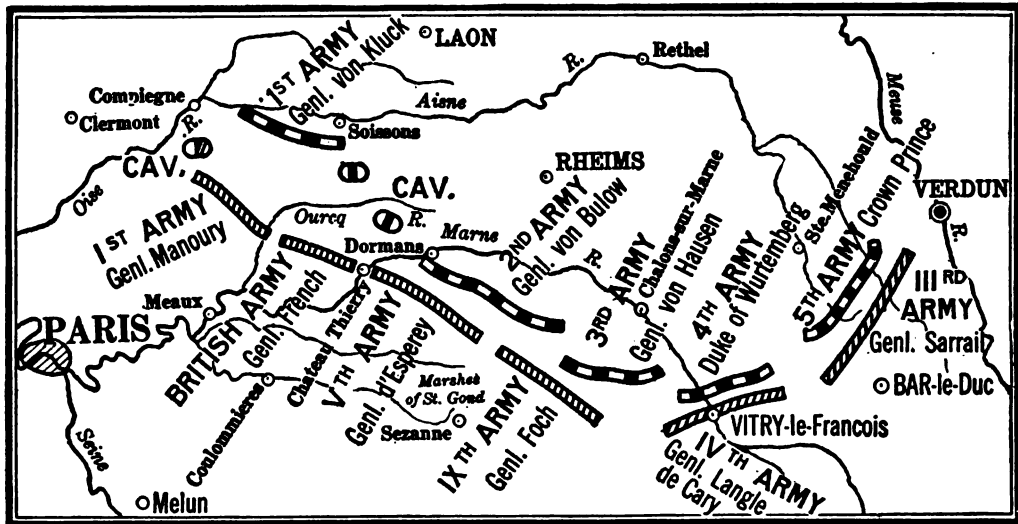 LAON
1ST ARMY
Genl. von Kluck
Rethel
R.
Aisne
Meuse
Compiegne
Clermont
R.
Soissons
CAV.
Oise
CAV.
RHEIMS
VERDUN
R.
Ourcq
R.
Marne
R.
Dormans
1ST ARMY
Genl. Manoury
2ND ARMY
Genl. von Bulow
3RD ARMY
Genl. von Hausen
Chalons-sur-Marne
4TH ARMY
Duke of Wurtemberg
Ste. Menehould
5TH ARMY
Crown Prince
IIIRD
ARMY
Genl. Sarrail
BAR-le-Duc
Meaux
PARIS
BRITISH ARMY
Genl. French
Chateau Thierry
VTH ARMY
Genl. d'Esperey
Coulommieres
Marshes
of St. Gond
Sezanne
IXTH ARMY
Genl. Foch
VITRY-le-Francois
IVTH ARMY
Genl. Langle
de Cary
Seine
Melun